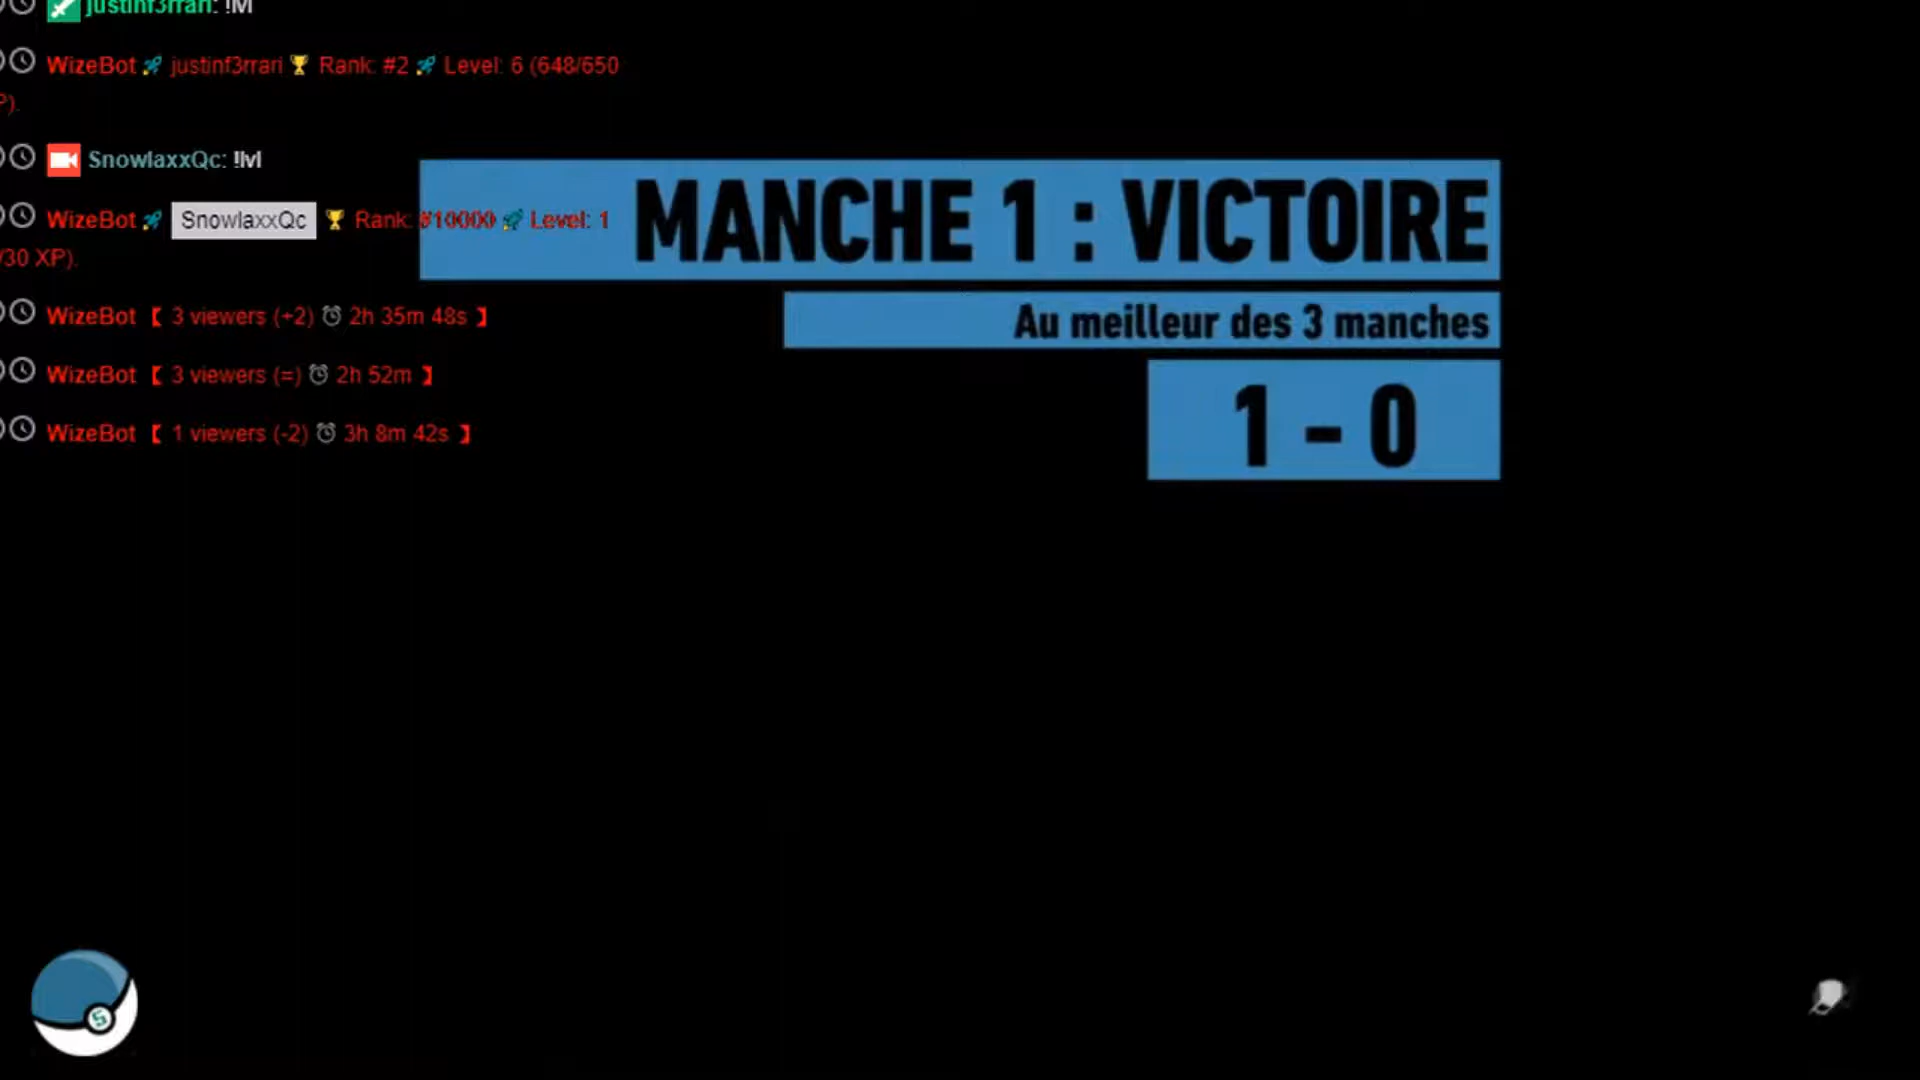 justinf3rrari: !lvl
WizeBot justinf3rrari Rank: #2 Level: 6 (648/650
P).
SnowlaxxQc: !lvl
WizeBot SnowlaxxQc Rank: #10000 Level: 1
/30 XP).
WizeBot 【 3 viewers (+2) 2h 35m 48s 】
WizeBot 【 3 viewers (=) 2h 52m 】
WizeBot 【 1 viewers (-2) 3h 8m 42s 】
MANCHE 1 : VICTOIRE
Au meilleur des 3 manches
1 - 0
S